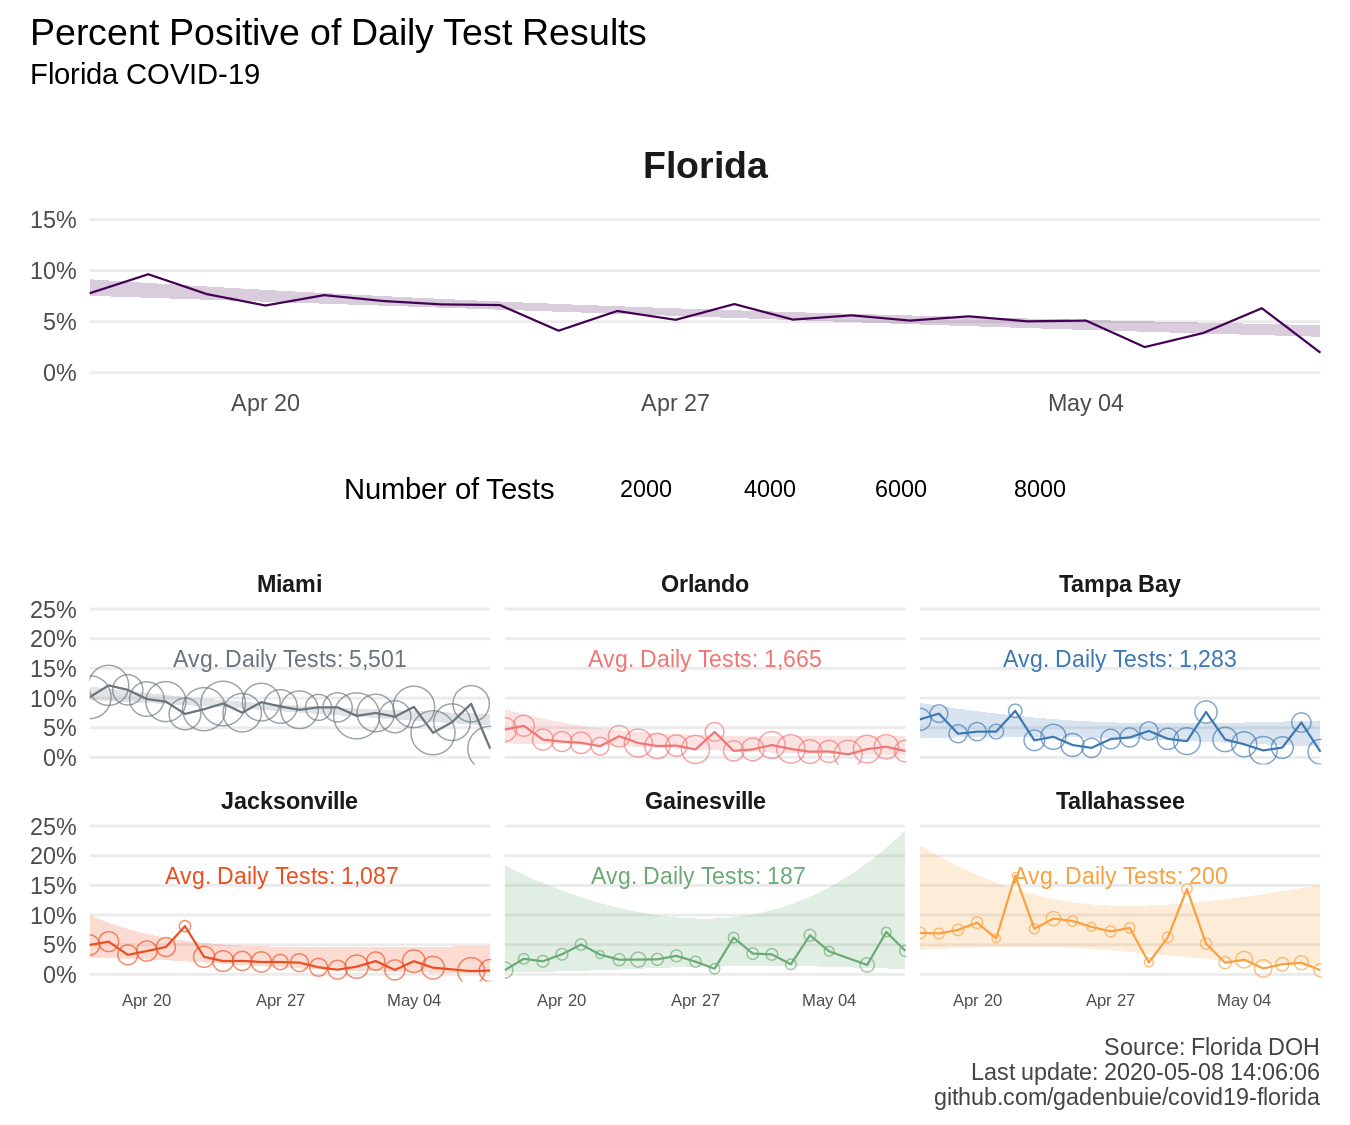 Percent Positive of Daily Test Results
Florida COVID-19
Florida
15%
10%
5%
0%
Apr 20 Apr 27 May 04
Number of Tests 2000 4000 6000 8000
Miami Orlando Tampa Bay
25%
20%
15%
10%
5%
0%
Avg. Daily Tests: 5,501 Avg. Daily Tests: 1,665 Avg. Daily Tests: 1,283
Jacksonville Gainesville Tallahassee
25%
20%
15%
10%
5%
0%
Avg. Daily Tests: 1,087 Avg. Daily Tests: 187 Avg. Daily Tests: 200
Apr 20 Apr 27 May 04 Apr 20 Apr 27 May 04 Apr 20 Apr 27 May 04
Source: Florida DOH
Last update: 2020-05-08 14:06:06
github.com/gadenbuie/covid19-florida